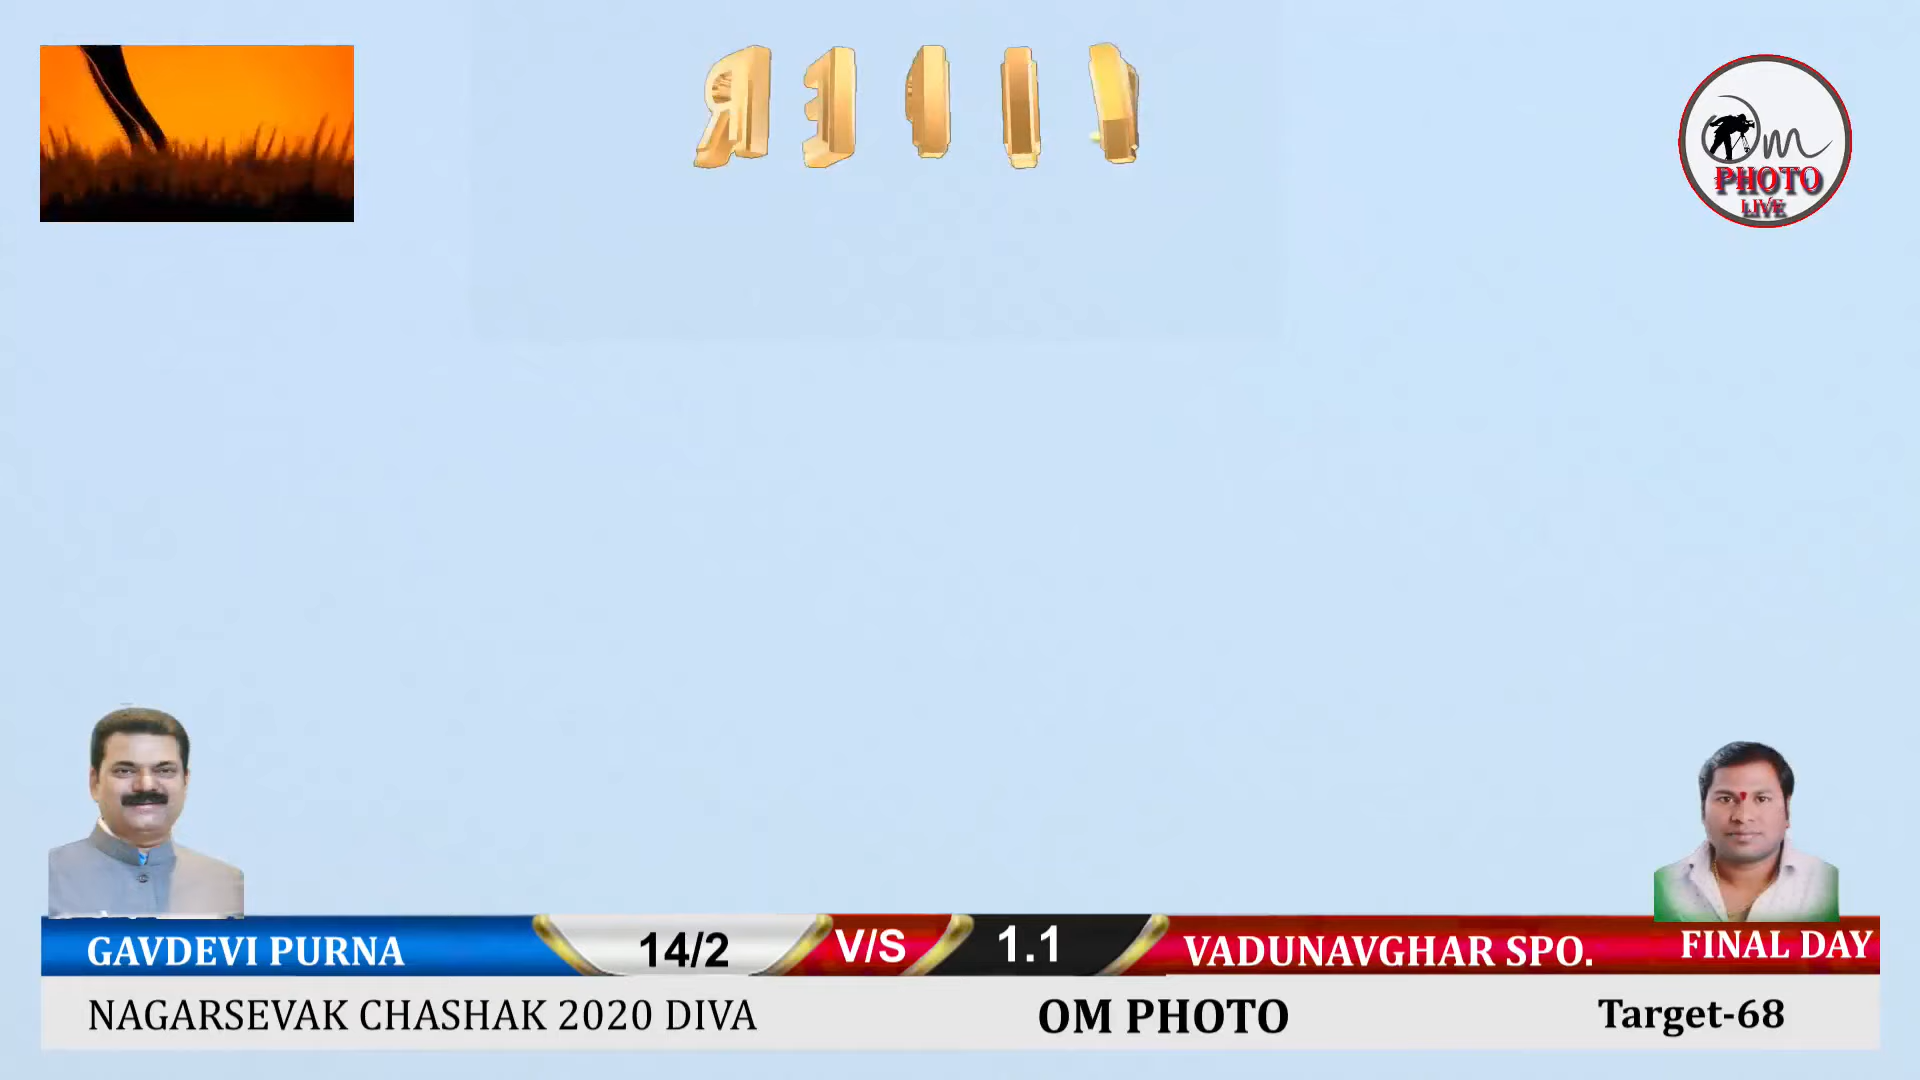 Om
PHOTO
LIVE
GAVDEVI PURNA 14/2 V/S 1.1 VADUNAVGHAR SPO. FINAL DAY
NAGARSEVAK CHASHAK 2020 DIVA OM PHOTO Target-68